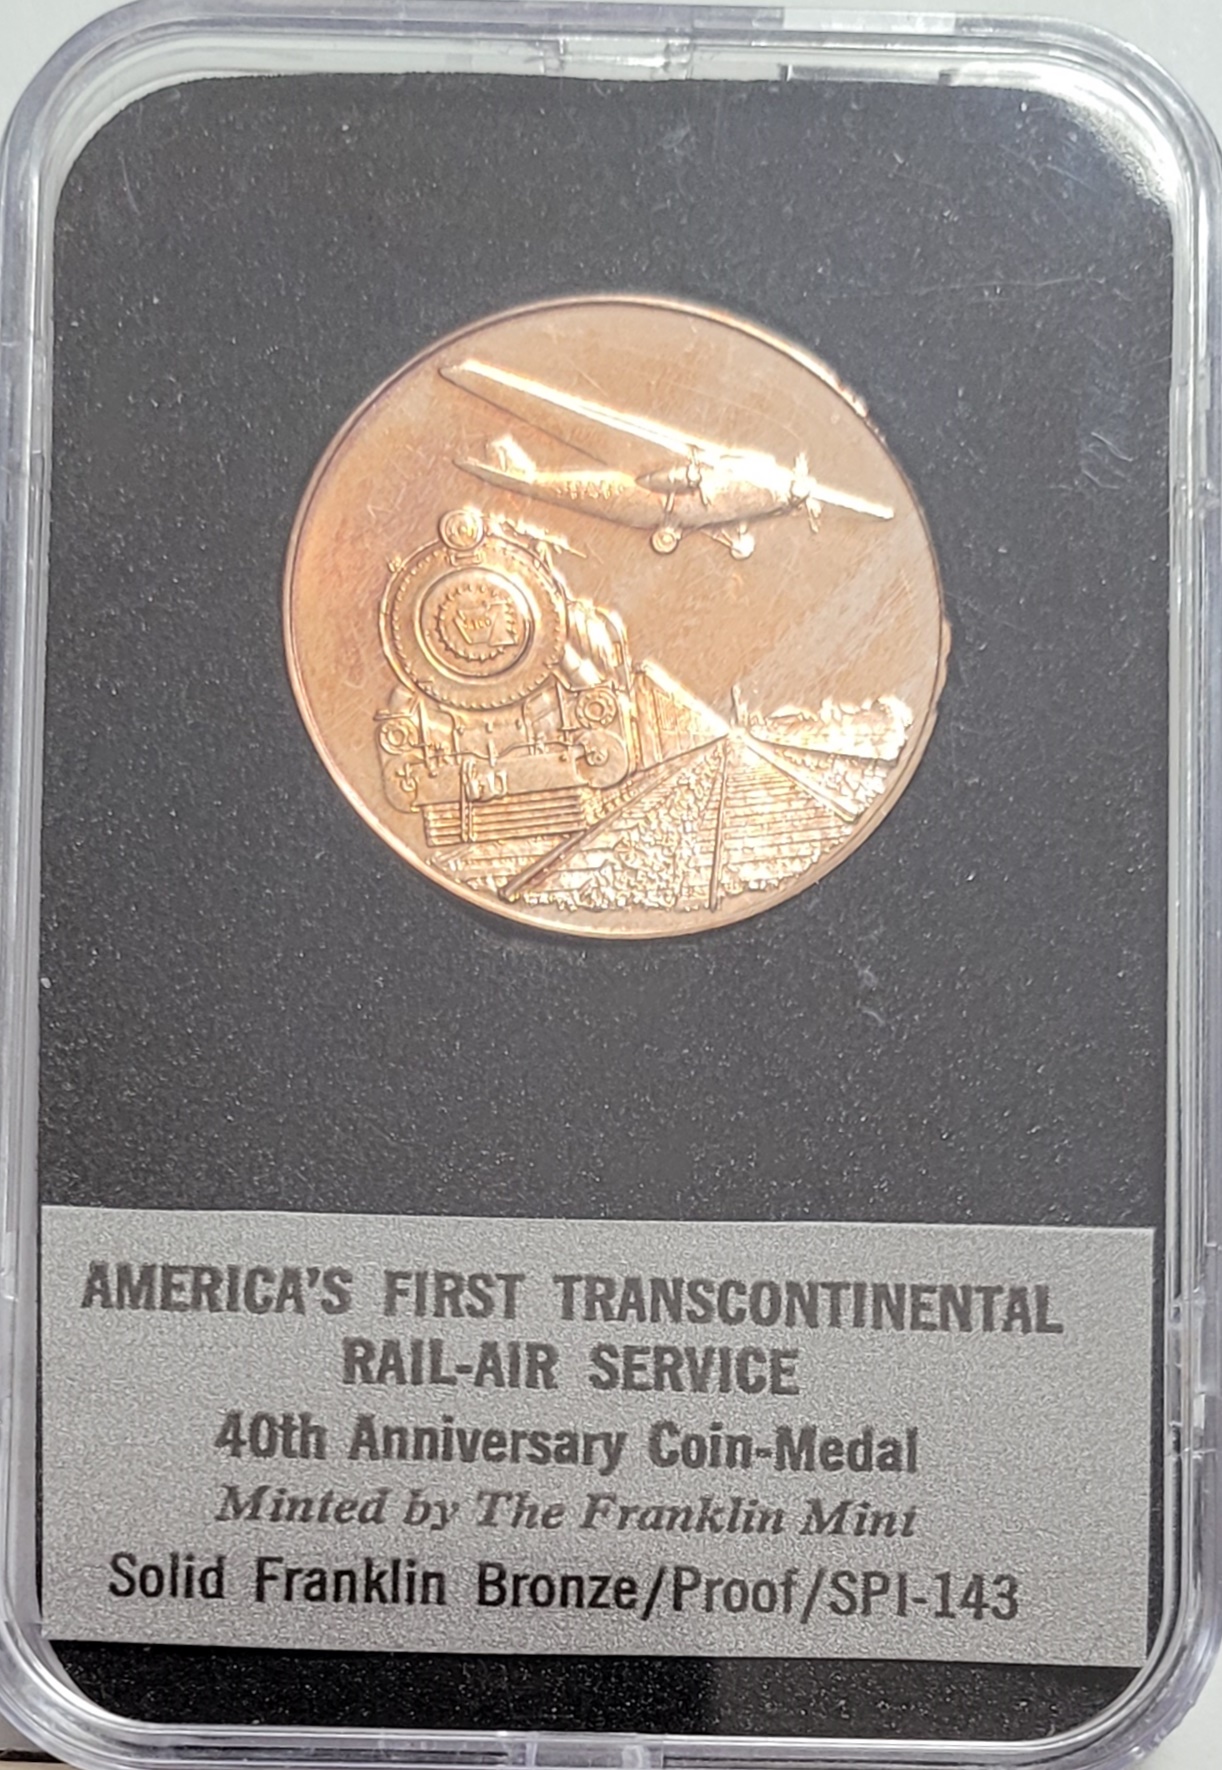 AMERICA'S FIRST TRANSCONTINENTAL
RAIL-AIR SERVICE
40th Anniversary Coin-Medal
Minted by The Franklin Mint
Solid Franklin Bronze/Proof/SPI-143